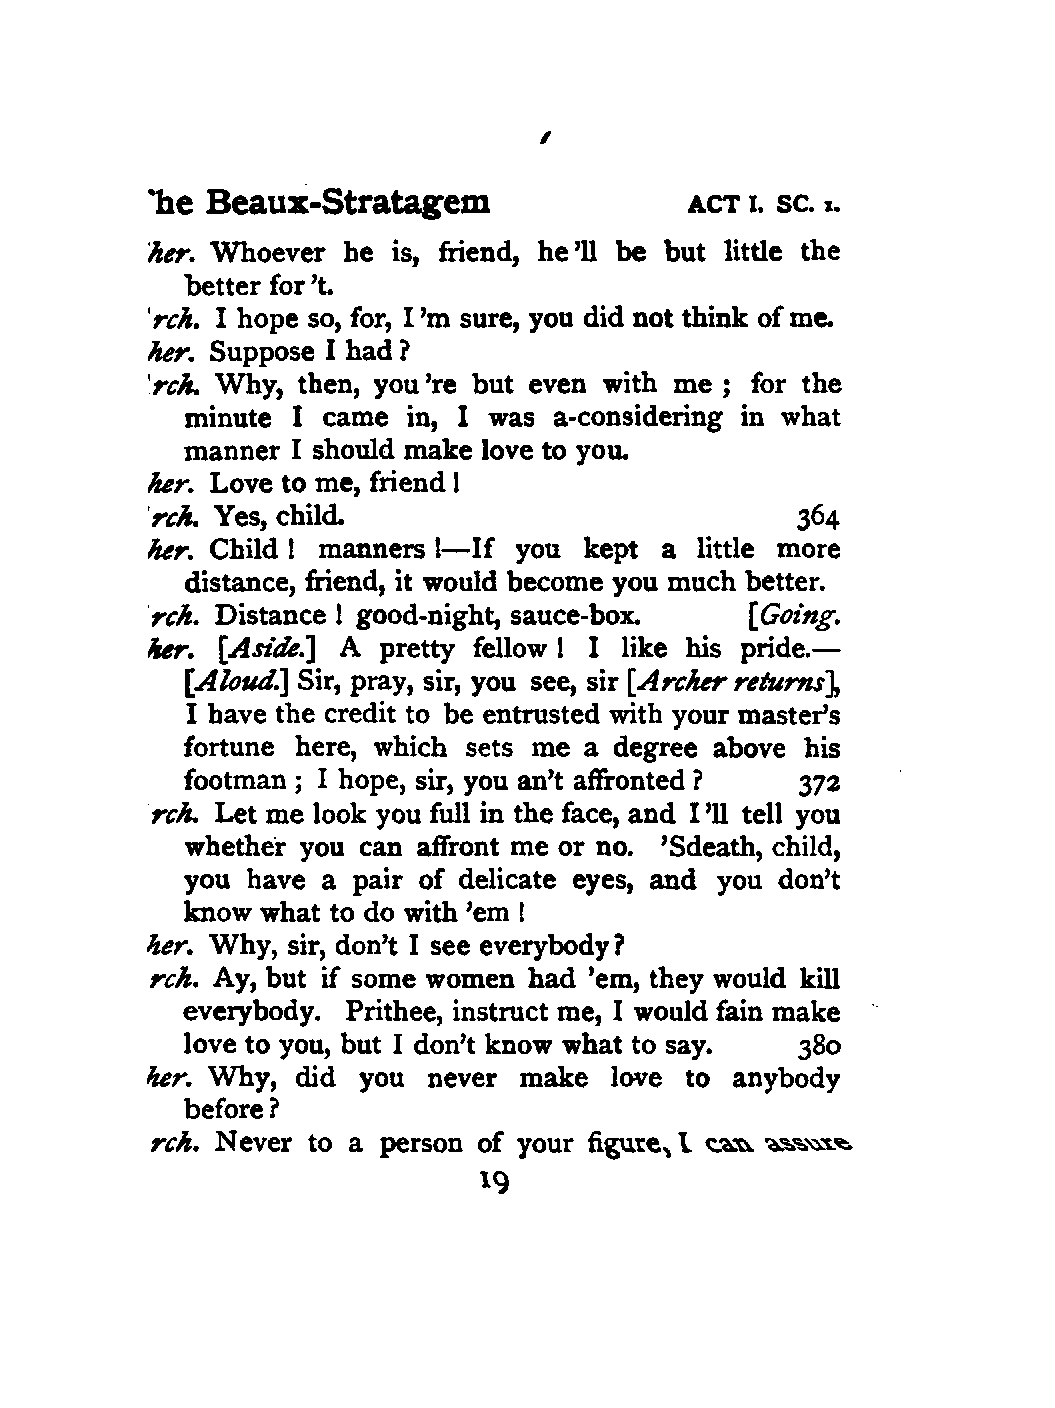 he Beaux-Stratagem ACT I. SC. 1.
her. Whoever he is, friend, he'll be but little the
better for't.
rch. I hope so, for, I'm sure, you did not think of me.
her. Suppose I had?
rch. Why, then, you're but even with me; for the
minute I came in, I was a-considering in what
manner I should make love to you.
her. Love to me, friend!
rch. Yes, child. 364
her. Child! manners!—If you kept a little more
distance, friend, it would become you much better.
rch. Distance! good-night, sauce-box. [Going.
her. [Aside.] A pretty fellow! I like his pride.—
[Aloud.] Sir, pray, sir, you see, sir [Archer returns],
I have the credit to be entrusted with your master's
fortune here, which sets me a degree above his
footman; I hope, sir, you an't affronted? 372
rch. Let me look you full in the face, and I'll tell you
whether you can affront me or no. 'Sdeath, child,
you have a pair of delicate eyes, and you don't
know what to do with 'em!
her. Why, sir, don't I see everybody?
rch. Ay, but if some women had 'em, they would kill
everybody. Prithee, instruct me, I would fain make
love to you, but I don't know what to say. 380
her. Why, did you never make love to anybody
before?
rch. Never to a person of your figure, I can assure
19